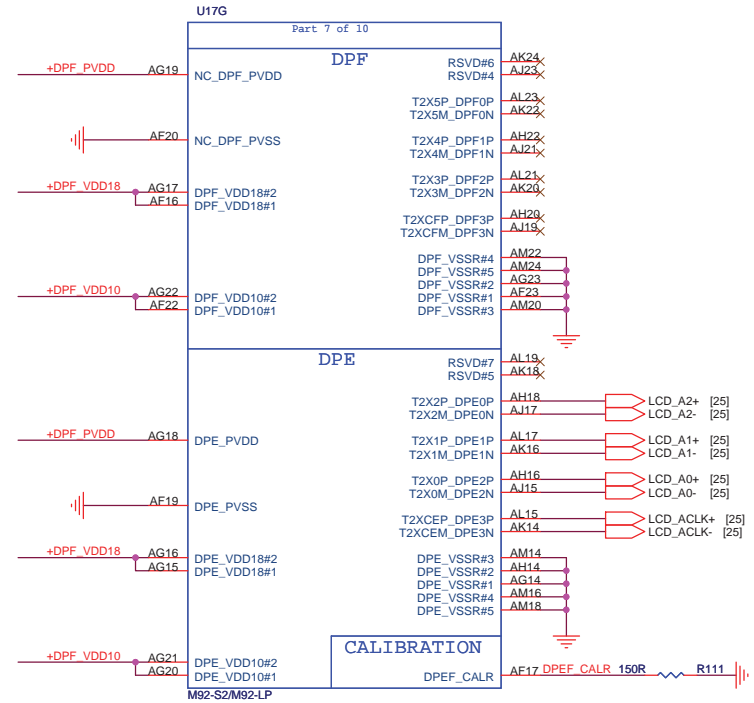 U17G
Part 7 of 10
DPF
+DPF_PVDD AG19 NC_DPF_PVDD
RSVD#6 AK24
RSVD#4 AJ23
T2X5P_DPF0P AL23
T2X5M_DPF0N AK22
AF20 NC_DPF_PVSS
T2X4P_DPF1P AH22
T2X4M_DPF1N AJ21
T2X3P_DPF2P AL21
+DPF_VDD18 AG17 DPF_VDD18#2 T2X3M_DPF2N AK20
AF16 DPF_VDD18#1
T2XCFP_DPF3P AH20
T2XCFM_DPF3N AJ19
DPF_VSSR#4 AM22
DPF_VSSR#5 AM24
DPF_VSSR#2 AG23
+DPF_VDD10 AG22 DPF_VDD10#2 DPF_VSSR#1 AF23
AF22 DPF_VDD10#1 DPF_VSSR#3 AM20
DPE
RSVD#7 AL19
RSVD#5 AK18
T2X2P_DPE0P AH18 LCD_A2+ [25]
T2X2M_DPE0N AJ17 LCD_A2- [25]
+DPF_PVDD AG18 DPE_PVDD T2X1P_DPE1P AL17 LCD_A1+ [25]
T2X1M_DPE1N AK16 LCD_A1- [25]
T2X0P_DPE2P AH16 LCD_A0+ [25]
T2X0M_DPE2N AJ15 LCD_A0- [25]
AF19 DPE_PVSS
T2XCEP_DPE3P AL15 LCD_ACLK+ [25]
T2XCEM_DPE3N AK14 LCD_ACLK- [25]
+DPF_VDD18 AG16 DPE_VDD18#2 DPE_VSSR#3 AM14
AG15 DPE_VDD18#1 DPE_VSSR#2 AH14
DPE_VSSR#1 AG14
DPE_VSSR#4 AM16
DPE_VSSR#5 AM18
CALIBRATION
+DPF_VDD10 AG21 DPE_VDD10#2
AG20 DPE_VDD10#1 DPEF_CALR AF17 DPEF_CALR 150R R111
M92-S2/M92-LP